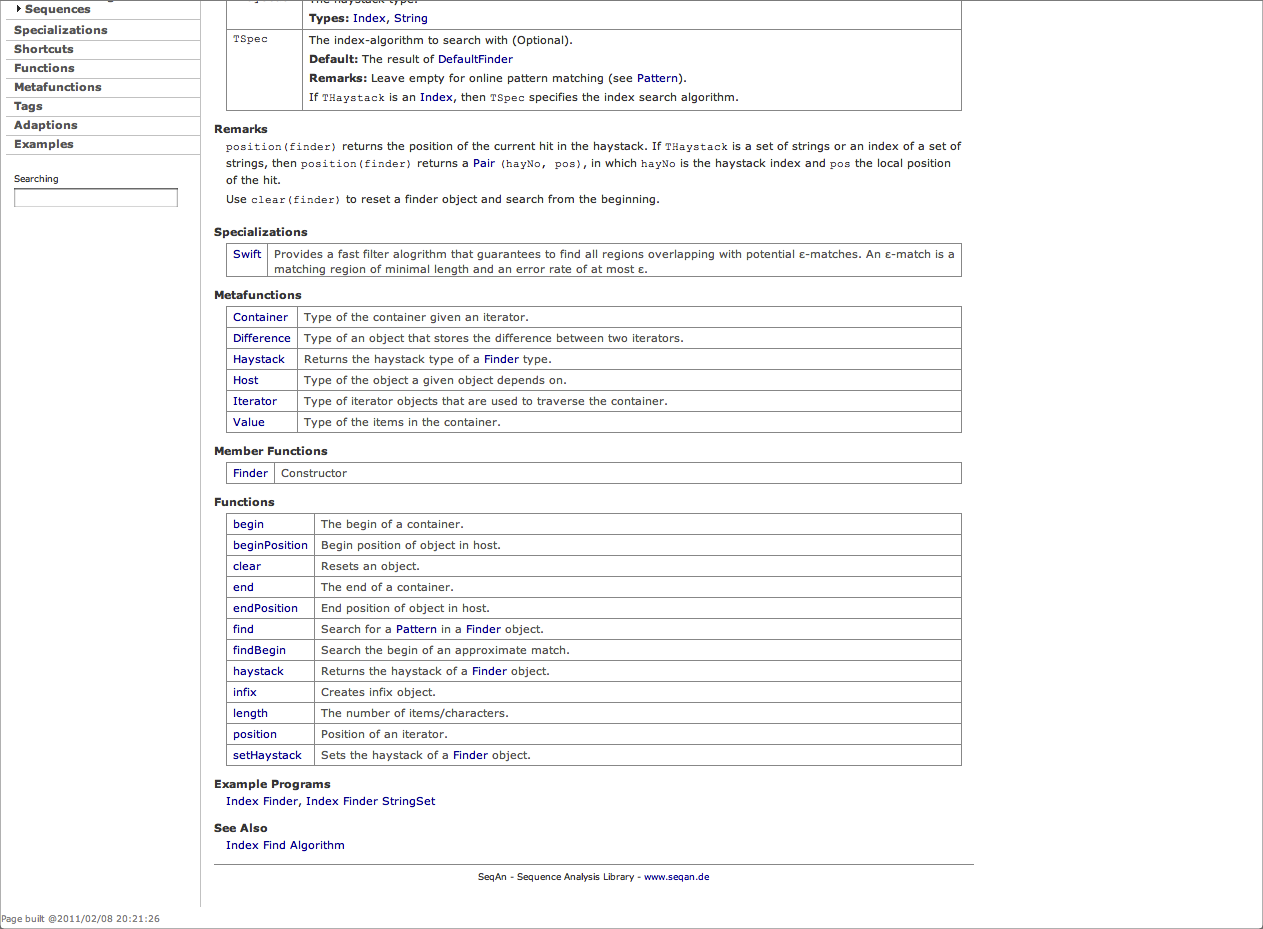 Sequences
Specializations
Shortcuts
Functions
Metafunctions
Tags
Adaptions
Examples
Searching
Types: Index, String
TSpec
The index-algorithm to search with (Optional).
Default: The result of DefaultFinder
Remarks: Leave empty for online pattern matching (see Pattern).
If THaystack is an Index, then TSpec specifies the index search algorithm.
Remarks
position(finder) returns the position of the current hit in the haystack. If THaystack is a set of strings or an index of a set of
strings, then position(finder) returns a Pair (hayNo, pos), in which hayNo is the haystack index and pos the local position
of the hit.
Use clear(finder) to reset a finder object and search from the beginning.
Specializations
Swift Provides a fast filter alogrithm that guarantees to find all regions overlapping with potential ε-matches. An ε-match is a
matching region of minimal length and an error rate of at most ε.
Metafunctions
Container Type of the container given an iterator.
Difference Type of an object that stores the difference between two iterators.
Haystack Returns the haystack type of a Finder type.
Host Type of the object a given object depends on.
Iterator Type of iterator objects that are used to traverse the container.
Value Type of the items in the container.
Member Functions
Finder Constructor
Functions
begin The begin of a container.
beginPosition Begin position of object in host.
clear Resets an object.
end The end of a container.
endPosition End position of object in host.
find Search for a Pattern in a Finder object.
findBegin Search the begin of an approximate match.
haystack Returns the haystack of a Finder object.
infix Creates infix object.
length The number of items/characters.
position Position of an iterator.
setHaystack Sets the haystack of a Finder object.
Example Programs
Index Finder, Index Finder StringSet
See Also
Index Find Algorithm
SeqAn - Sequence Analysis Library - www.seqan.de
Page built @2011/02/08 20:21:26